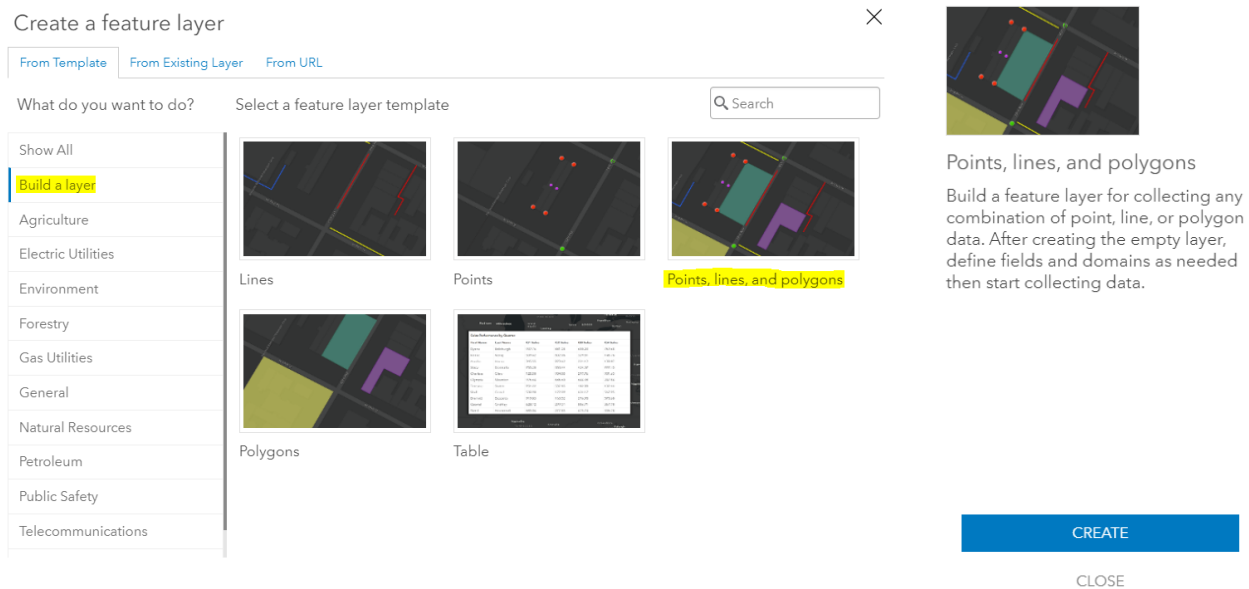 Create a feature layer
From Template
From Existing Layer
From URL
What do you want to do?
Select a feature layer template
Search
Show All
Build a layer
Agriculture
Electric Utilities
Environment
Forestry
Gas Utilities
General
Natural Resources
Petroleum
Public Safety
Telecommunications
Lines
Points
Points, lines, and polygons
Polygons
Table
Points, lines, and polygons
Build a feature layer for collecting any
combination of point, line, or polygon
data. After creating the empty layer,
define fields and domains as needed
then start collecting data.
CREATE
CLOSE